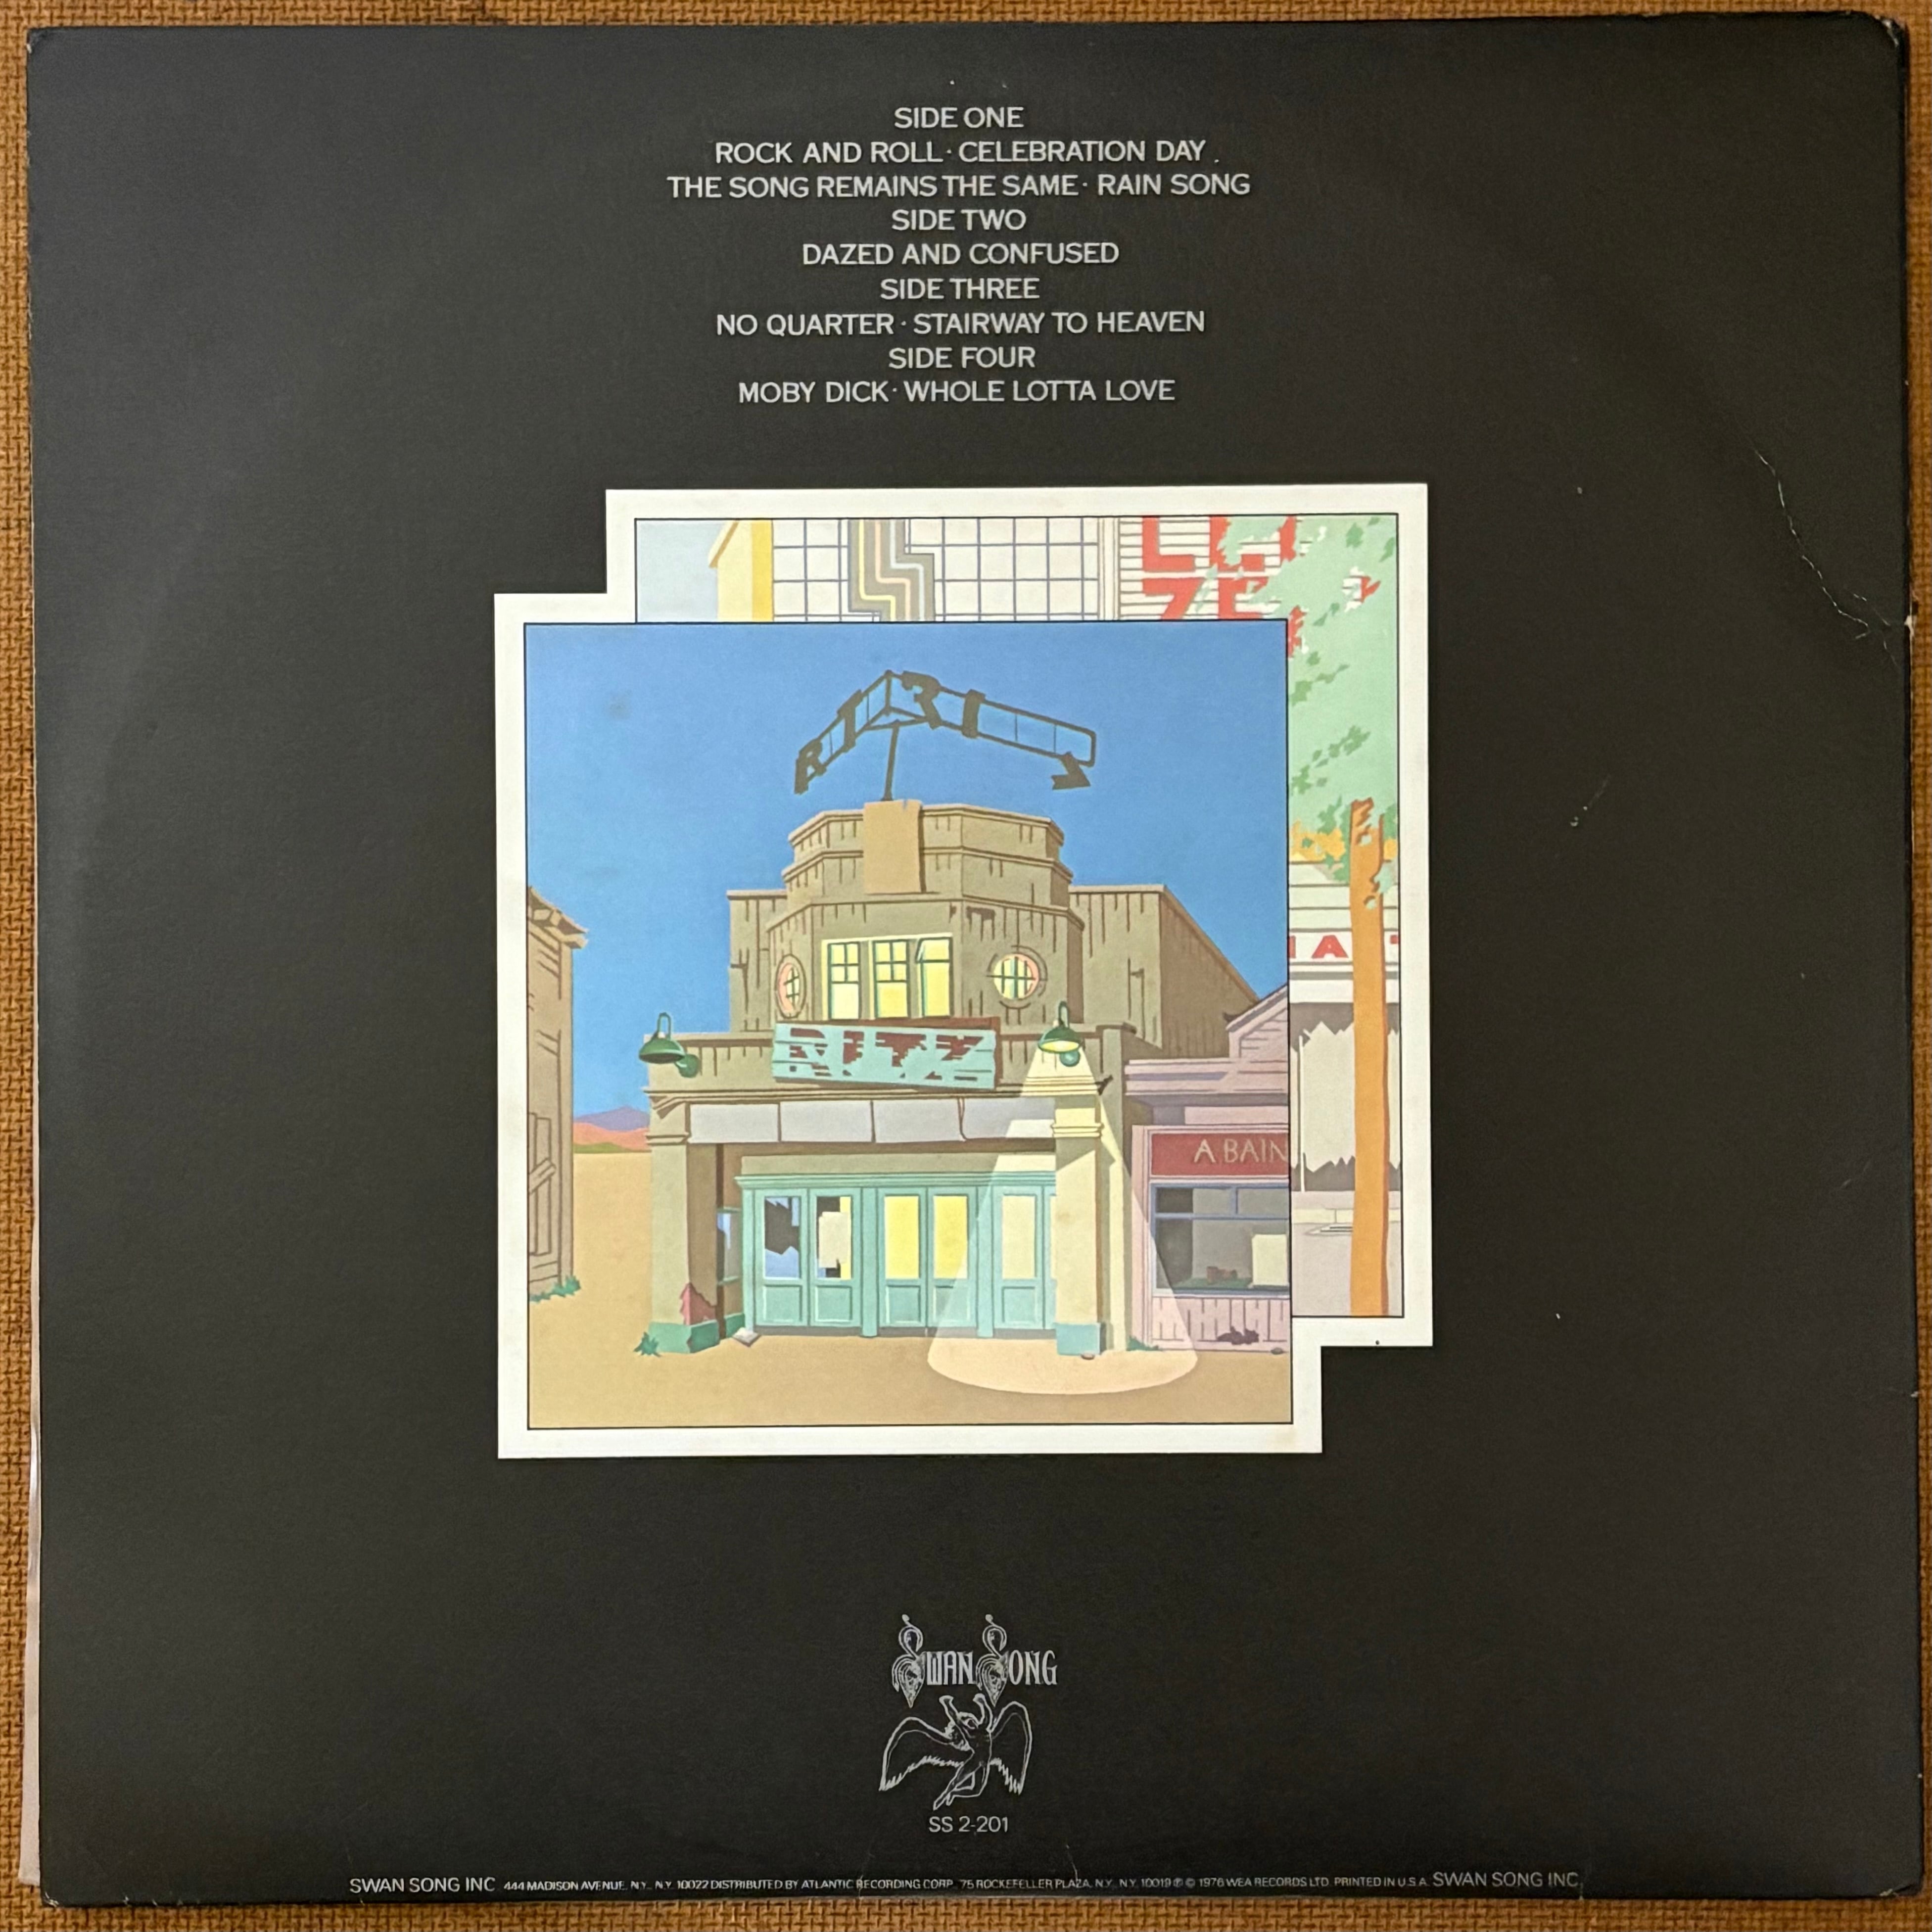 SIDE ONE
ROCK AND ROLL · CELEBRATION DAY .
THE SONG REMAINS THE SAME · RAIN SONG
SIDE TWO
DAZED AND CONFUSED
SIDE THREE
NO QUARTER · STAIRWAY TO HEAVEN
SIDE FOUR
MOBY DICK · WHOLE LOTTA LOVE
RITZ
A BAIN
SWAN SONG
SS 2-201
SWAN SONG INC 444 MADISON AVENUE, N.Y., N.Y. 10022 DISTRIBUTED BY ATLANTIC RECORDING CORP., 75 ROCKEFELLER PLAZA, N.Y., N.Y. 10019 ℗ © 1976 WEA RECORDS LTD. PRINTED IN U.S.A. SWAN SONG INC.